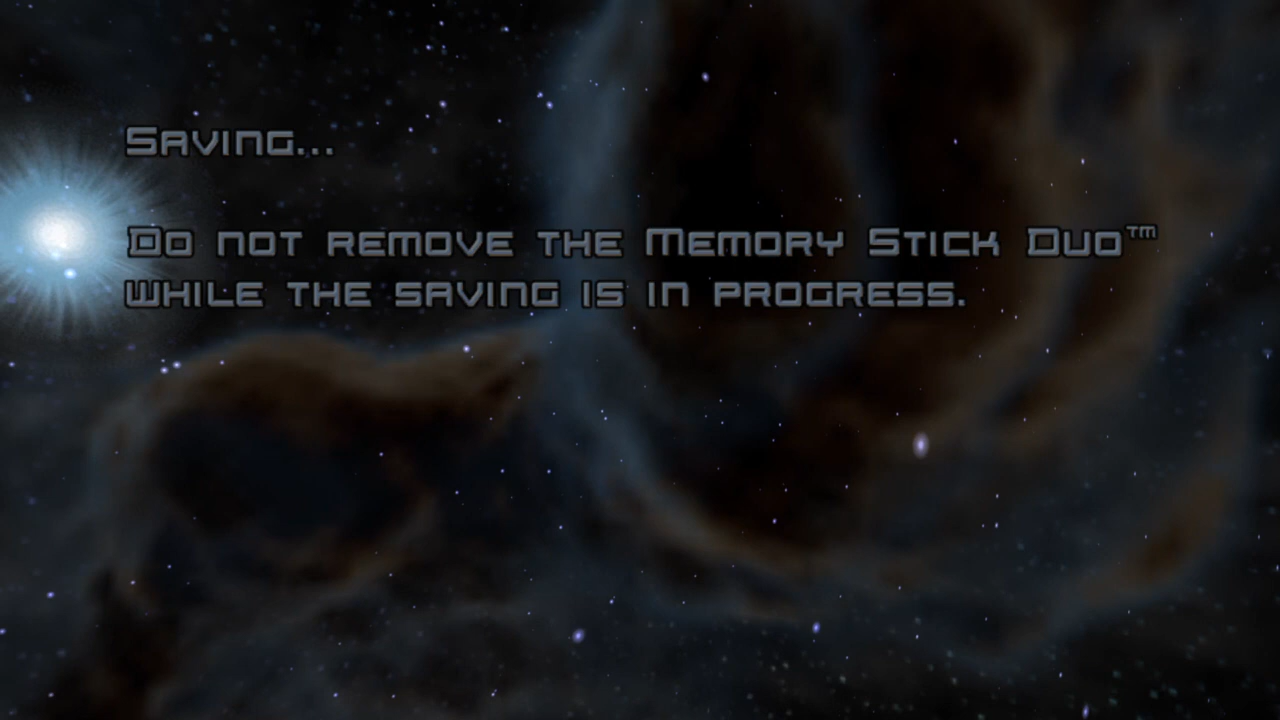 Saving...
Do not remove the Memory Stick Duo™
while the saving is in progress.